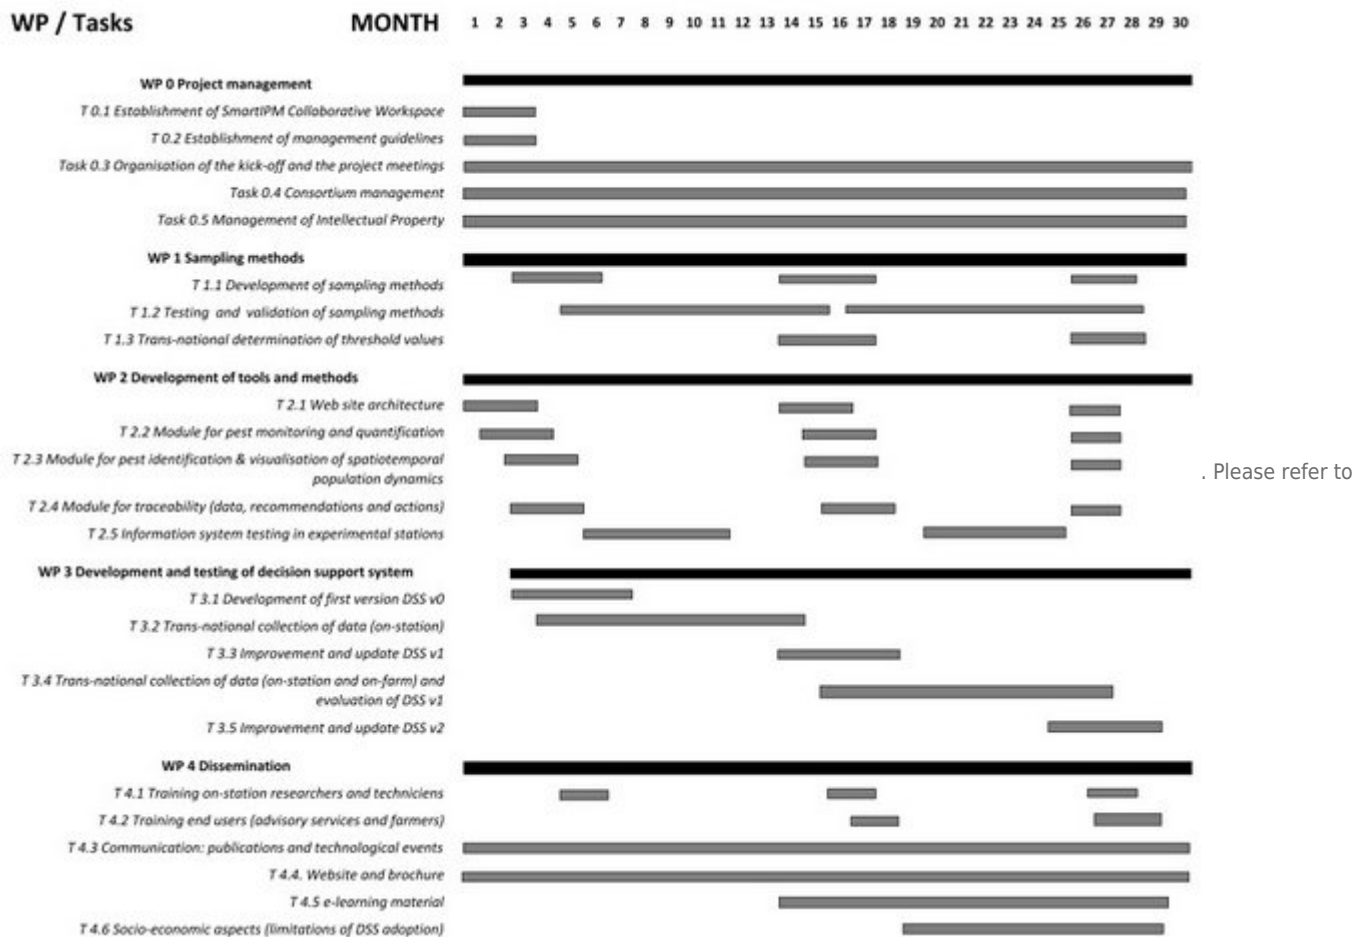 WP / Tasks MONTH 1 2 3 4 5 6 7 8 9 10 11 12 13 14 15 16 17 18 19 20 21 22 23 24 25 26 27 28 29 30
WP 0 Project management
T 0.1 Establishment of SmartIPM Collaborative Workspace
T 0.2 Establishment of management guidelines
Task 0.3 Organisation of the kick-off and the project meetings
Task 0.4 Consortium management
Task 0.5 Management of Intellectual Property
WP 1 Sampling methods
T 1.1 Development of sampling methods
T 1.2 Testing and validation of sampling methods
T 1.3 Trans-national determination of threshold values
WP 2 Development of tools and methods
T 2.1 Web site architecture
T 2.2 Module for pest monitoring and quantification
T 2.3 Module for pest identification & visualisation of spatiotemporal
population dynamics
. Please refer to
T 2.4 Module for traceability (data, recommendations and actions)
T 2.5 Information system testing in experimental stations
WP 3 Development and testing of decision support system
T 3.1 Development of first version DSS v0
T 3.2 Trans-national collection of data (on-station)
T 3.3 Improvement and update DSS v1
T 3.4 Trans-national collection of data (on-station and on-farm) and
evaluation of DSS v1
T 3.5 Improvement and update DSS v2
WP 4 Dissemination
T 4.1 Training on-station researchers and techniciens
T 4.2 Training end users (advisory services and farmers)
T 4.3 Communication: publications and technological events
T 4.4. Website and brochure
T 4.5 e-learning material
T 4.6 Socio-economic aspects (limitations of DSS adoption)